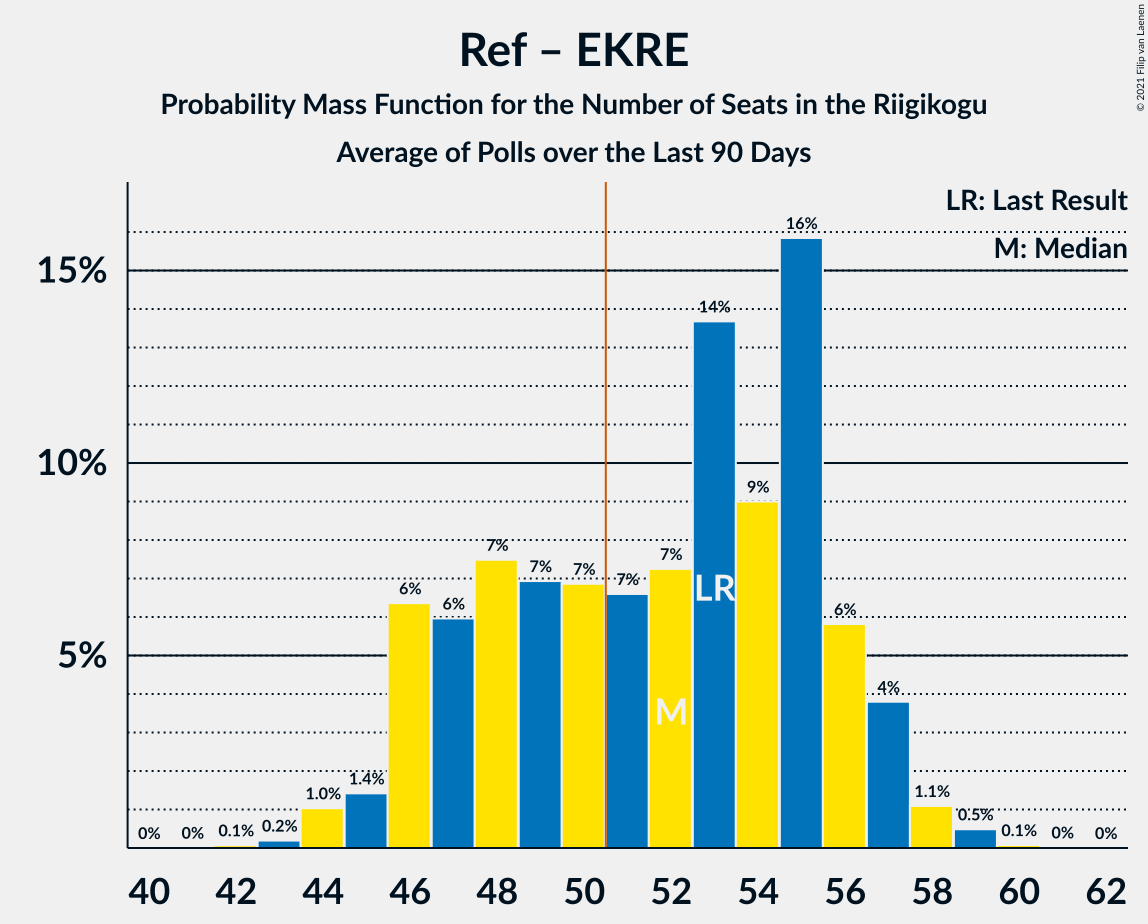 Ref – EKRE
Probability Mass Function for the Number of Seats in the Riigikogu
Average of Polls over the Last 90 Days
© 2021 Filip van Laenen
LR: Last Result
M: Median
15%
10%
5%
0% 0% 0.1% 0.2% 1.0% 1.4% 6% 6% 7% 7% 7% 7% 7% 14% 9% 16% 6% 4% 1.1% 0.5% 0.1% 0% 0%
LR
M
40 42 44 46 48 50 52 54 56 58 60 62